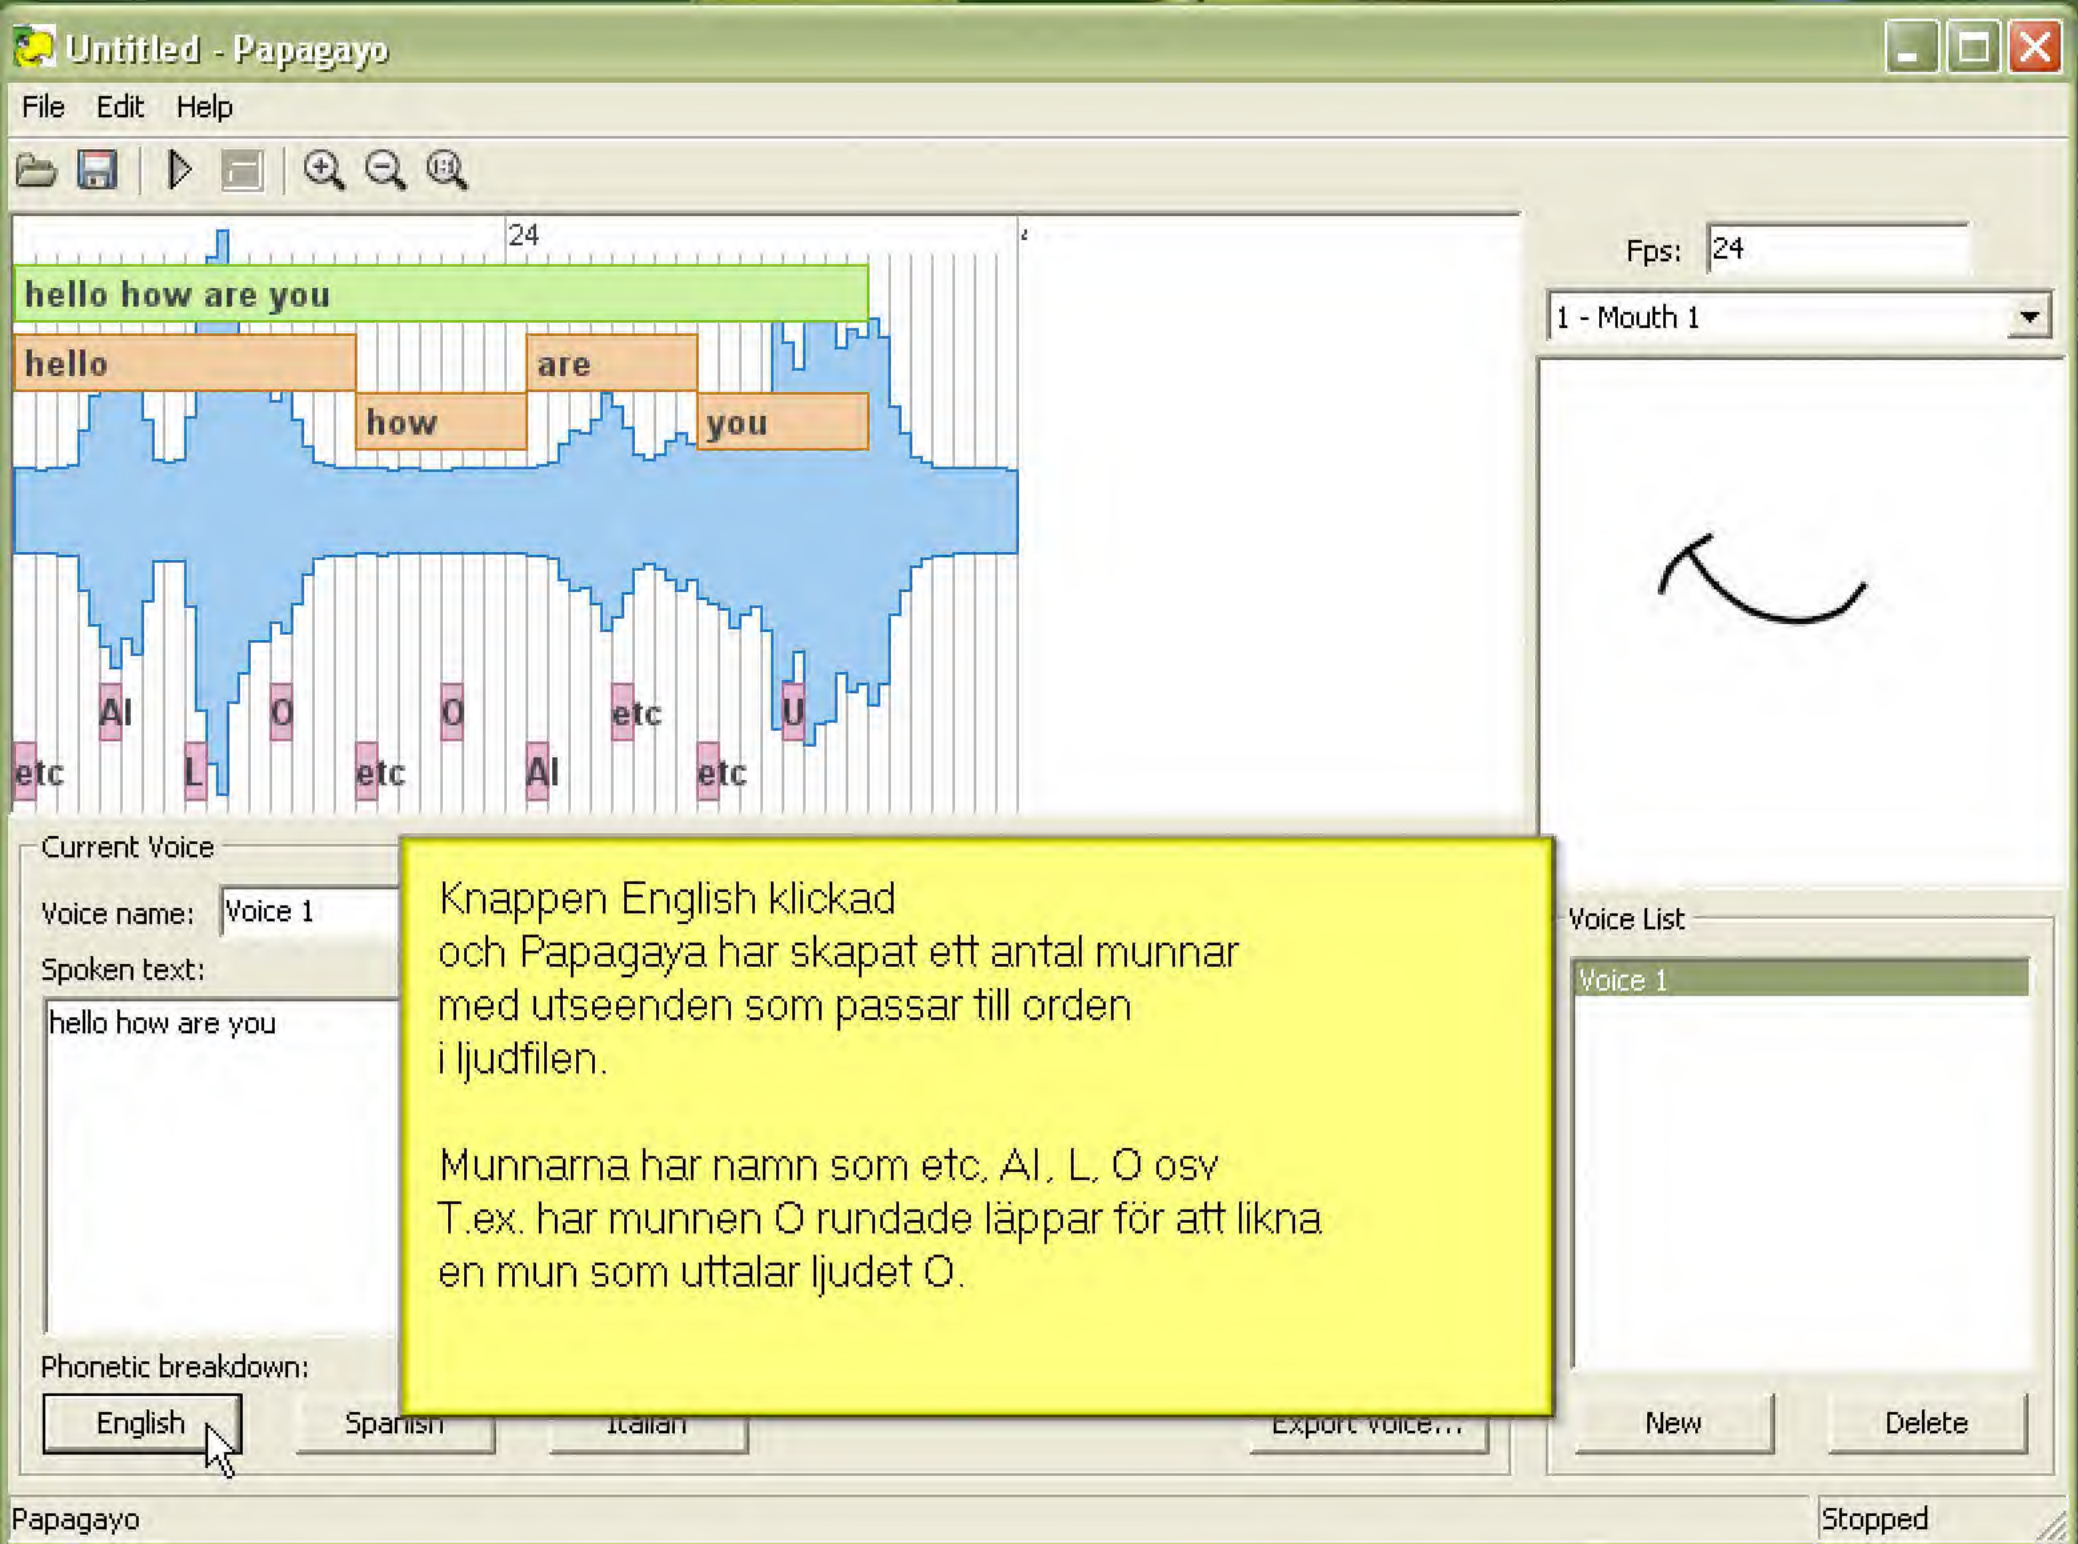 Untitled - Papagayo
File Edit Help
24
Fps: 24
hello how are you
1 - Mouth 1
hello
are
how
you
AI
O
O
etc
U
etc
L
etc
AI
etc
Current Voice
Voice name: Voice 1
Spoken text:
hello how are you
Knappen English klickad
och Papagaya har skapat ett antal munnar
med utseenden som passar till orden
i ljudfilen.
Munnarna har namn som etc, AI, L, O osv
T.ex. har munnen O rundade läppar för att likna
en mun som uttalar ljudet O.
Voice List
Voice 1
Phonetic breakdown:
English Spanish Italian Export Voice... New Delete
Papagayo Stopped